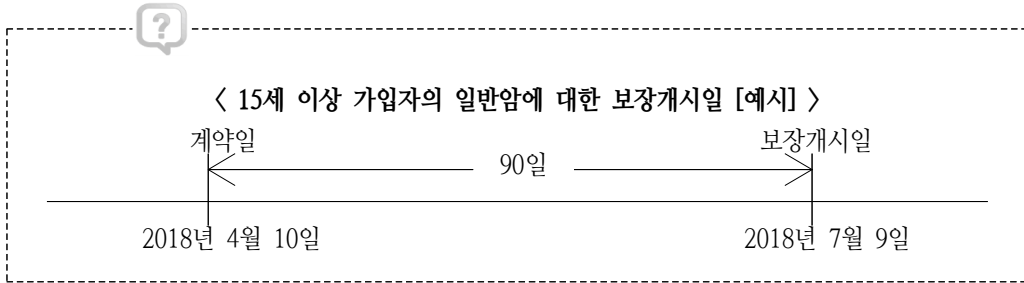 ?
〈 15세 이상 가입자의 일반암에 대한 보장개시일 [예시] 〉
계약일 보장개시일
90일
2018년 4월 10일 2018년 7월 9일